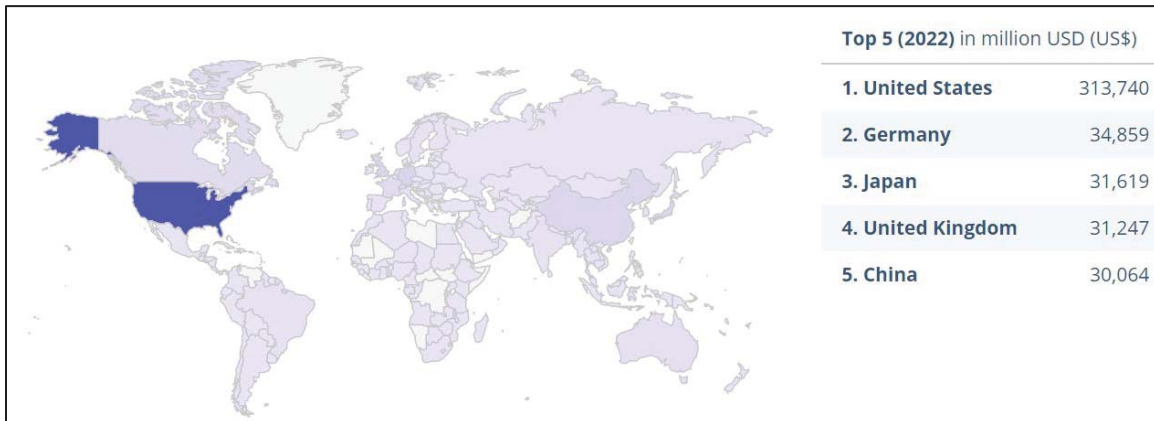 Top 5 (2022) in million USD (US$)
1. United States 313,740
2. Germany 34,859
3. Japan 31,619
4. United Kingdom 31,247
5. China 30,064